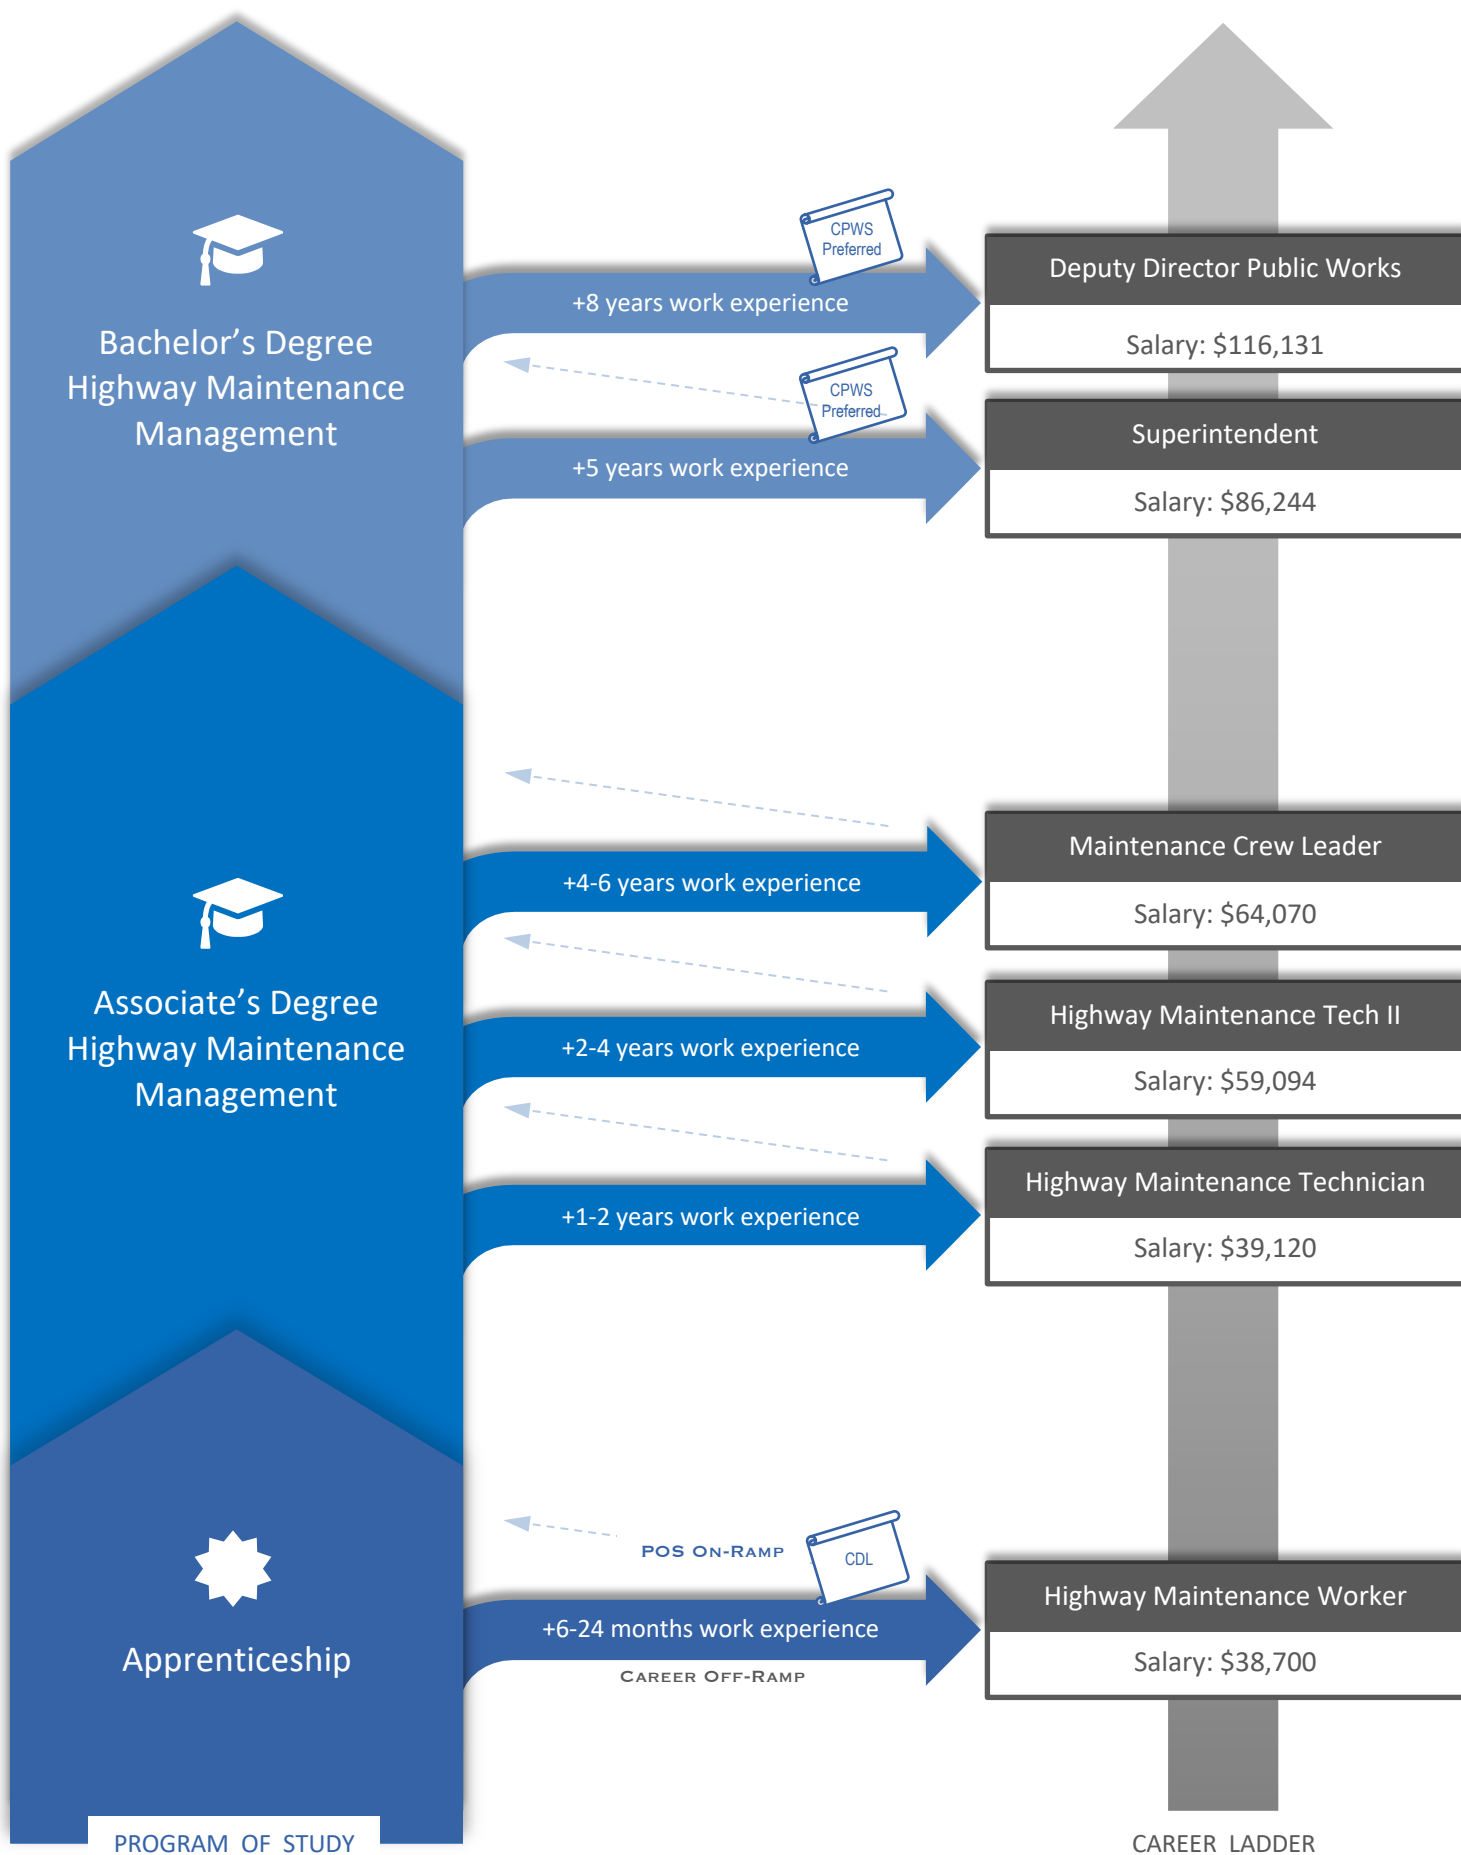 CPWS
Preferred
+8 years work experience
Deputy Director Public Works
Salary: $116,131
Bachelor's Degree
Highway Maintenance
Management
CPWS
Preferred
+5 years work experience
Superintendent
Salary: $86,244
+4-6 years work experience
Maintenance Crew Leader
Salary: $64,070
Associate's Degree
Highway Maintenance
Management
+2-4 years work experience
Highway Maintenance Tech II
Salary: $59,094
+1-2 years work experience
Highway Maintenance Technician
Salary: $39,120
POS On-Ramp
CDL
Apprenticeship
+6-24 months work experience
Career Off-Ramp
Highway Maintenance Worker
Salary: $38,700
PROGRAM OF STUDY
CAREER LADDER